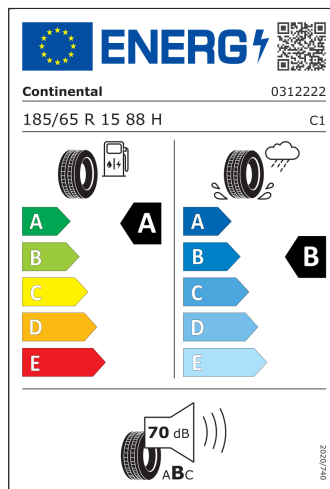 ENERG
Continental 0312222
185/65 R 15 88 H C1
A A A
B B B
C C
D D
E E
70 dB
ABC
2020/740